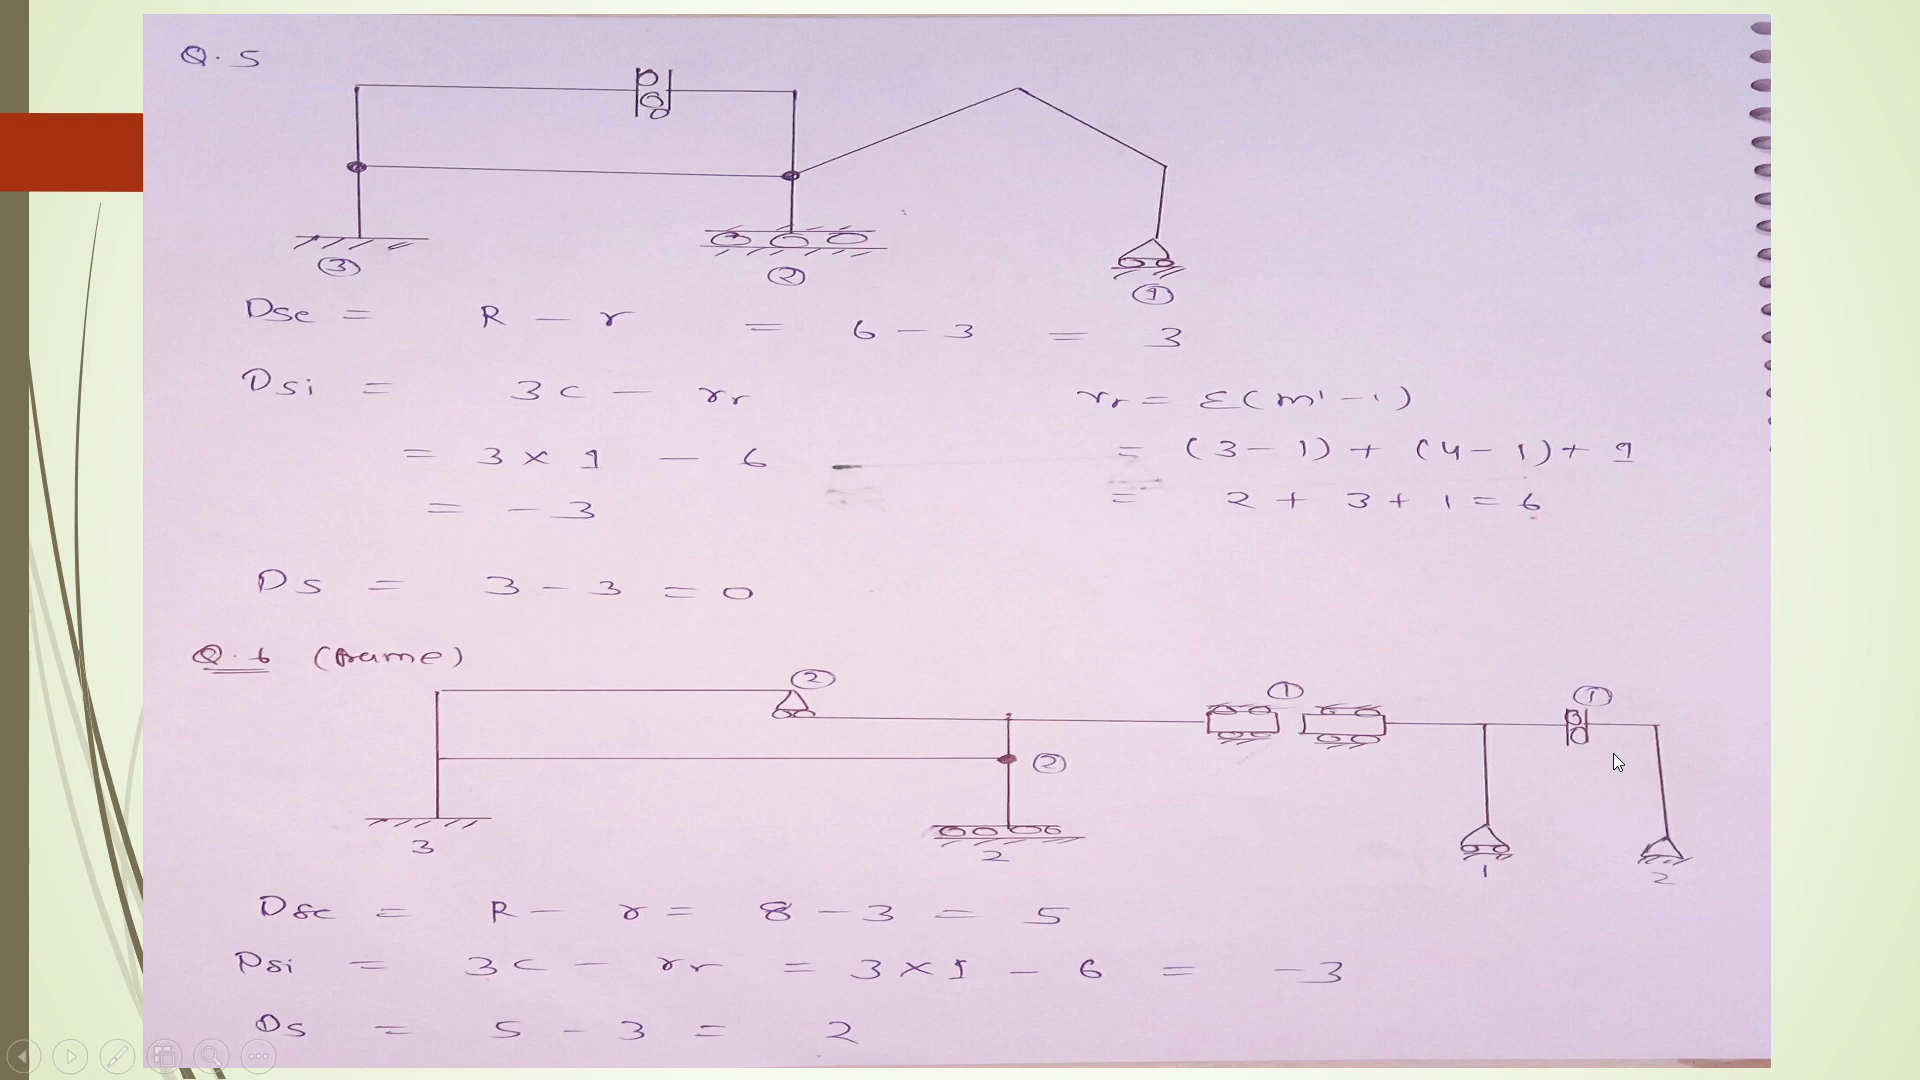 Q.5
③ ② ①
Dse = R - r = 6 - 3 = 3
Dsi = 3c - rr
= 3 × 1 - 6
= - 3
rr = Σ(m' - 1)
= (3 - 1) + (4 - 1) + 1
= 2 + 3 + 1 = 6
Ds = 3 - 3 = 0
Q.6 (frame)
② ① ①
②
3 2 1 2
Dse = R - r = 8 - 3 = 5
Dsi = 3c - rr = 3 × 1 - 6 = - 3
Ds = 5 - 3 = 2